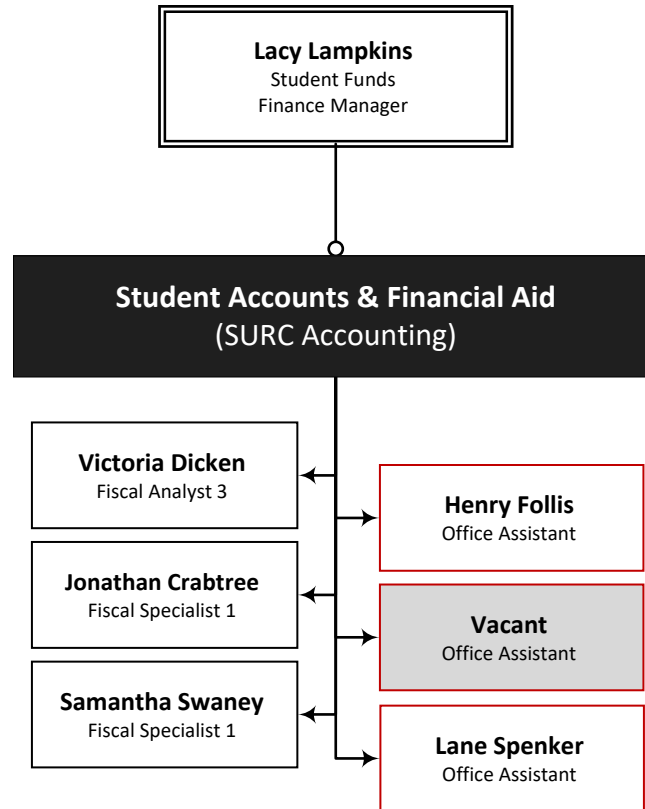 Lacy Lampkins
Student Funds
Finance Manager
Student Accounts & Financial Aid
(SURC Accounting)
Victoria Dicken
Fiscal Analyst 3
Henry Follis
Office Assistant
Jonathan Crabtree
Fiscal Specialist 1
Vacant
Office Assistant
Samantha Swaney
Fiscal Specialist 1
Lane Spenker
Office Assistant